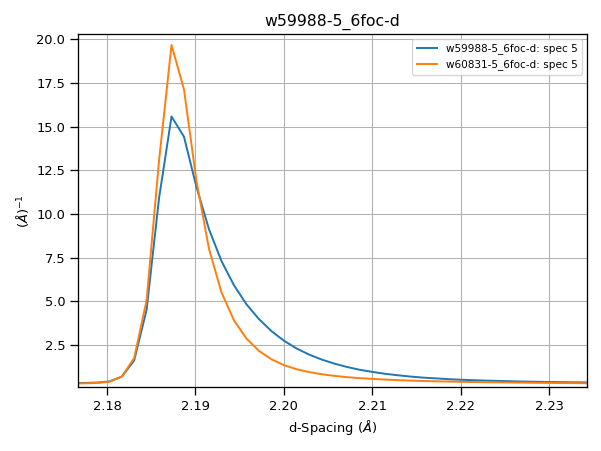 w59988-5_6foc-d
w59988-5_6foc-d: spec 5
w60831-5_6foc-d: spec 5
20.0
17.5
15.0
12.5
10.0
7.5
5.0
2.5
(Å)⁻¹
2.18 2.19 2.20 2.21 2.22 2.23
d-Spacing (Å)